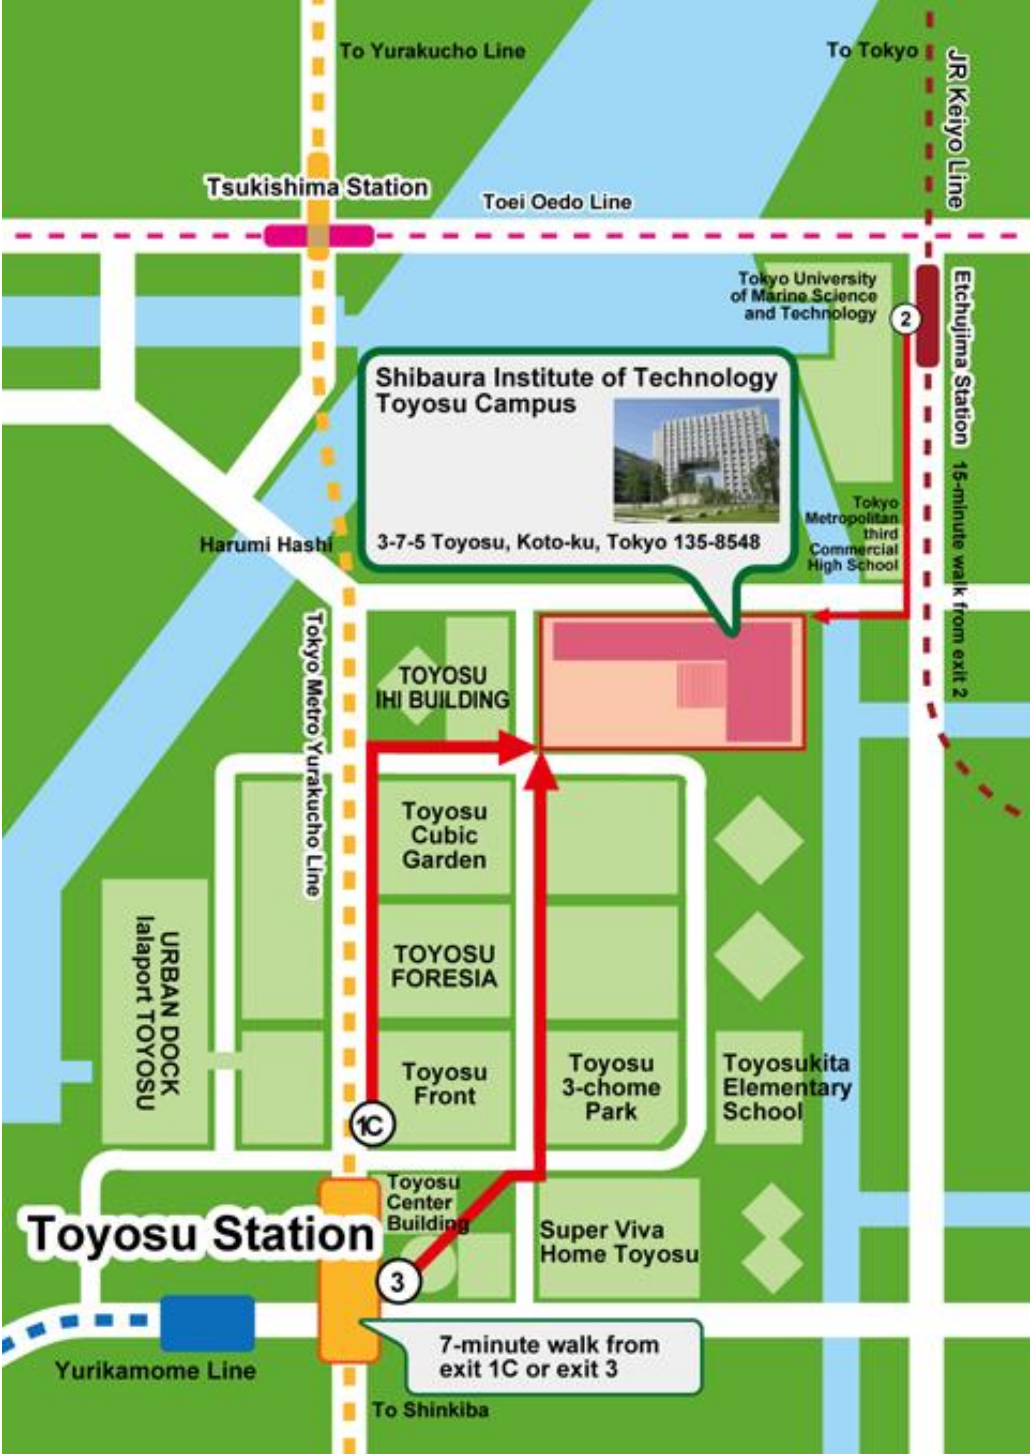 To Yurakucho Line
To Tokyo
JR Keiyo Line
Tsukishima Station
Toei Oedo Line
Tokyo University
of Marine Science
and Technology
2
Etchujima Station
15-minute walk from exit 2
Shibaura Institute of Technology
Toyosu Campus
3-7-5 Toyosu, Koto-ku, Tokyo 135-8548
Tokyo
Metropolitan
third
Commercial
High School
Harumi Hashi
Tokyo Metro Yurakucho Line
TOYOSU
IHI BUILDING
Toyosu
Cubic
Garden
TOYOSU
FORESIA
URBAN DOCK
lalaport TOYOSU
Toyosu
Front
Toyosu
3-chome
Park
Toyosukita
Elementary
School
1C
Toyosu
Center
Building
Toyosu Station
Super Viva
Home Toyosu
3
7-minute walk from
exit 1C or exit 3
Yurikamome Line
To Shinkiba